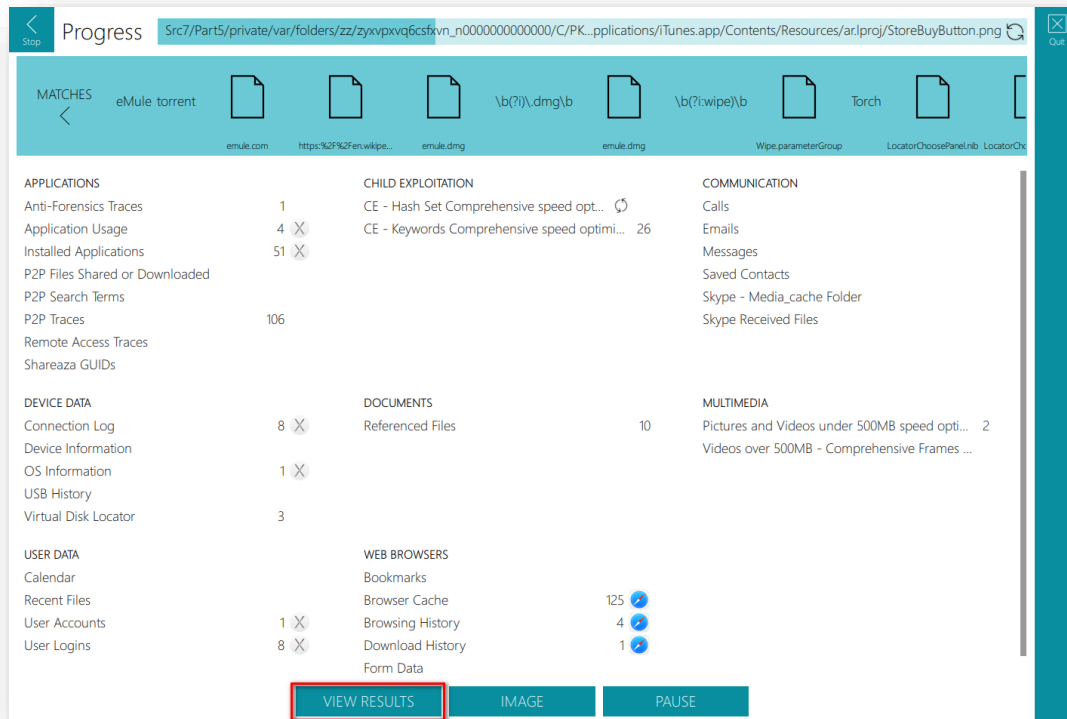 Stop
Progress
Src7/Part5/private/var/folders/zz/zyxvpxvq6csfxvn_n0000000000000/C/PK...pplications/iTunes.app/Contents/Resources/ar.lproj/StoreBuyButton.png
Quit
MATCHES
eMule torrent
\b(?i)\.dmg\b
\b(?i:wipe)\b
Torch
emule.com
https:%2F%2Fen.wikipe...
emule.dmg
emule.dmg
Wipe.parameterGroup
LocatorChoosePanel.nib
LocatorChc
APPLICATIONS
Anti-Forensics Traces 1
Application Usage 4 X
Installed Applications 51 X
P2P Files Shared or Downloaded
P2P Search Terms
P2P Traces 106
Remote Access Traces
Shareaza GUIDs
CHILD EXPLOITATION
CE - Hash Set Comprehensive speed opt...
CE - Keywords Comprehensive speed optimi... 26
COMMUNICATION
Calls
Emails
Messages
Saved Contacts
Skype - Media_cache Folder
Skype Received Files
DEVICE DATA
Connection Log 8 X
Device Information
OS Information 1 X
USB History
Virtual Disk Locator 3
DOCUMENTS
Referenced Files 10
MULTIMEDIA
Pictures and Videos under 500MB speed opti... 2
Videos over 500MB - Comprehensive Frames ...
USER DATA
Calendar
Recent Files
User Accounts 1 X
User Logins 8 X
WEB BROWSERS
Bookmarks
Browser Cache 125
Browsing History 4
Download History 1
Form Data
VIEW RESULTS
IMAGE
PAUSE